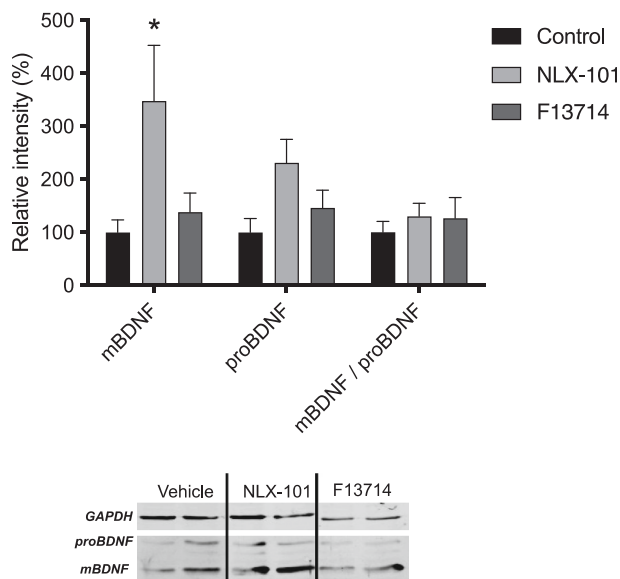 500
400
300
200
100
0
Relative intensity (%)
*
Control
NLX-101
F13714
mBDNF
proBDNF
mBDNF / proBDNF
Vehicle NLX-101 F13714
GAPDH
proBDNF
mBDNF